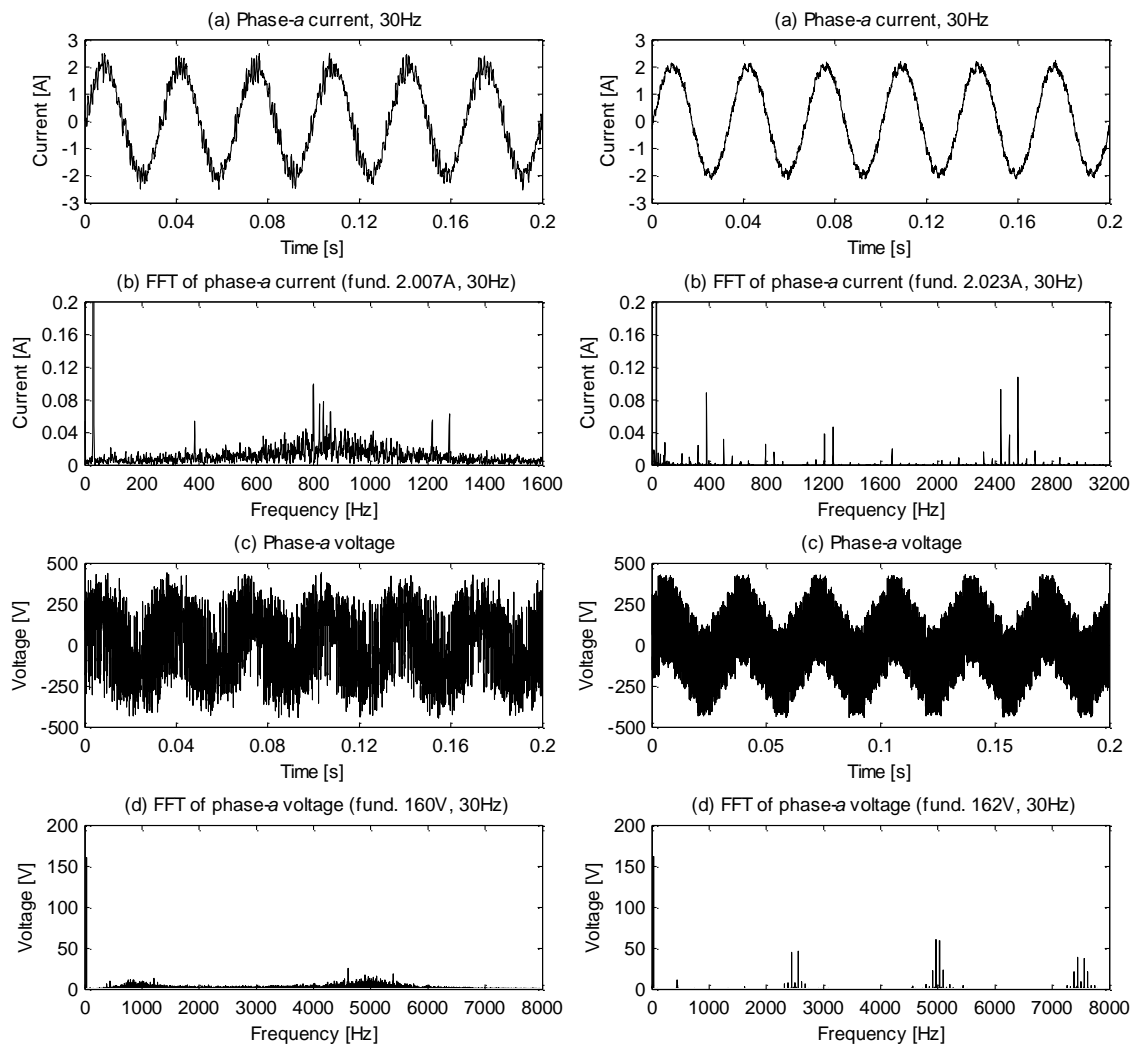 (a) Phase-a current, 30Hz
Current [A]
3
2
1
0
-1
-2
-3
0 0.04 0.08 0.12 0.16 0.2
Time [s]
(b) FFT of phase-a current (fund. 2.007A, 30Hz)
Current [A]
0.2
0.16
0.12
0.08
0.04
0
0 200 400 600 800 1000 1200 1400 1600
Frequency [Hz]
(c) Phase-a voltage
Voltage [V]
500
250
0
-250
-500
0 0.04 0.08 0.12 0.16 0.2
Time [s]
(d) FFT of phase-a voltage (fund. 160V, 30Hz)
Voltage [V]
200
150
100
50
0
0 1000 2000 3000 4000 5000 6000 7000 8000
Frequency [Hz]
(a) Phase-a current, 30Hz
Current [A]
3
2
1
0
-1
-2
-3
0 0.04 0.08 0.12 0.16 0.2
Time [s]
(b) FFT of phase-a current (fund. 2.023A, 30Hz)
Current [A]
0.2
0.16
0.12
0.08
0.04
0
0 400 800 1200 1600 2000 2400 2800 3200
Frequency [Hz]
(c) Phase-a voltage
Voltage [V]
500
250
0
-250
-500
0 0.05 0.1 0.15 0.2
Time [s]
(d) FFT of phase-a voltage (fund. 162V, 30Hz)
Voltage [V]
200
150
100
50
0
0 1000 2000 3000 4000 5000 6000 7000 8000
Frequency [Hz]